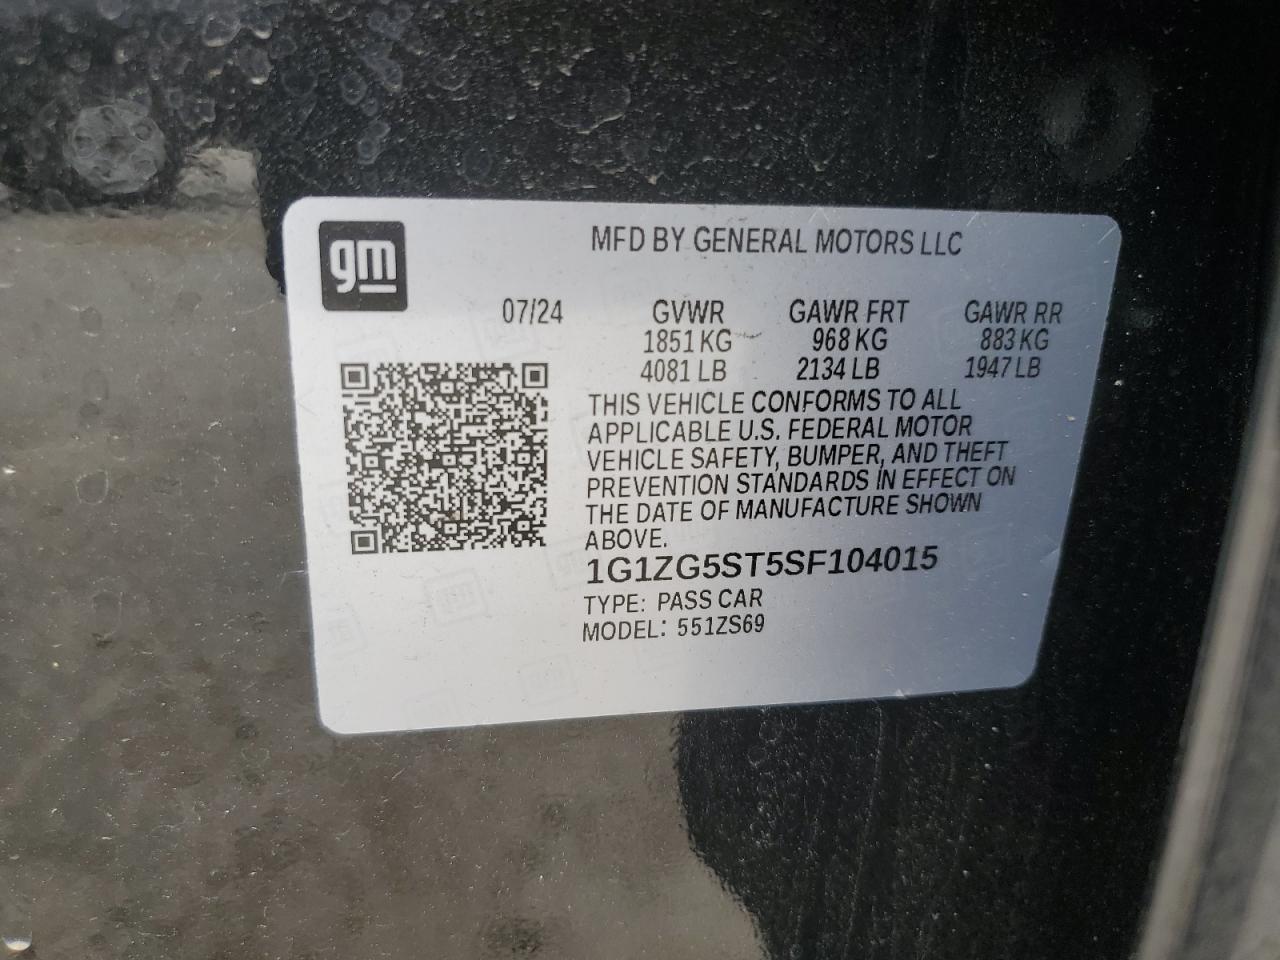 gm
MFD BY GENERAL MOTORS LLC
07/24 GVWR GAWR FRT GAWR RR
1851 KG 968 KG 883 KG
4081 LB 2134 LB 1947 LB
THIS VEHICLE CONFORMS TO ALL
APPLICABLE U.S. FEDERAL MOTOR
VEHICLE SAFETY, BUMPER, AND THEFT
PREVENTION STANDARDS IN EFFECT ON
THE DATE OF MANUFACTURE SHOWN
ABOVE.
1G1ZG5ST5SF104015
TYPE: PASS CAR
MODEL: 551ZS69